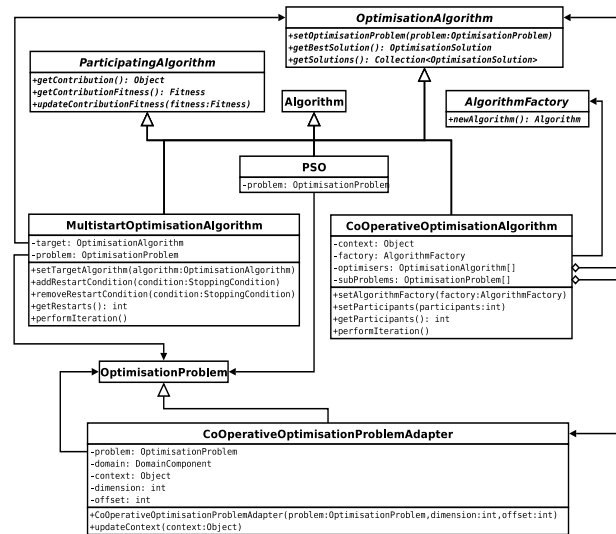 OptimisationAlgorithm
+setOptimisationProblem(problem:OptimisationProblem)
+getBestSolution(): OptimisationSolution
+getSolutions(): Collection<OptimisationSolution>
ParticipatingAlgorithm
+getContribution(): Object
+getContributionFitness(): Fitness
+updateContributionFitness(fitness:Fitness)
Algorithm
AlgorithmFactory
+newAlgorithm(): Algorithm
PSO
-problem: OptimisationProblem
MultistartOptimisationAlgorithm
-target: OptimisationAlgorithm
-problem: OptimisationProblem
+setTargetAlgorithm(algorithm:OptimisationAlgorithm)
+addRestartCondition(condition:StoppingCondition)
+removeRestartCondition(condition:StoppingCondition)
+getRestarts(): int
+performIteration()
CoOperativeOptimisationAlgorithm
-context: Object
-factory: AlgorithmFactory
-optimisers: OptimisationAlgorithm[]
-subProblems: OptimisationProblem[]
+setAlgorithmFactory(factory:AlgorithmFactory)
+setParticipants(participants:int)
+getParticipants(): int
+performIteration()
OptimisationProblem
CoOperativeOptimisationProblemAdapter
-problem: OptimisationProblem
-domain: DomainComponent
-context: Object
-dimension: int
-offset: int
+CoOperativeOptimisationProblemAdapter(problem:OptimisationProblem,dimension:int,offset:int)
+updateContext(context:Object)